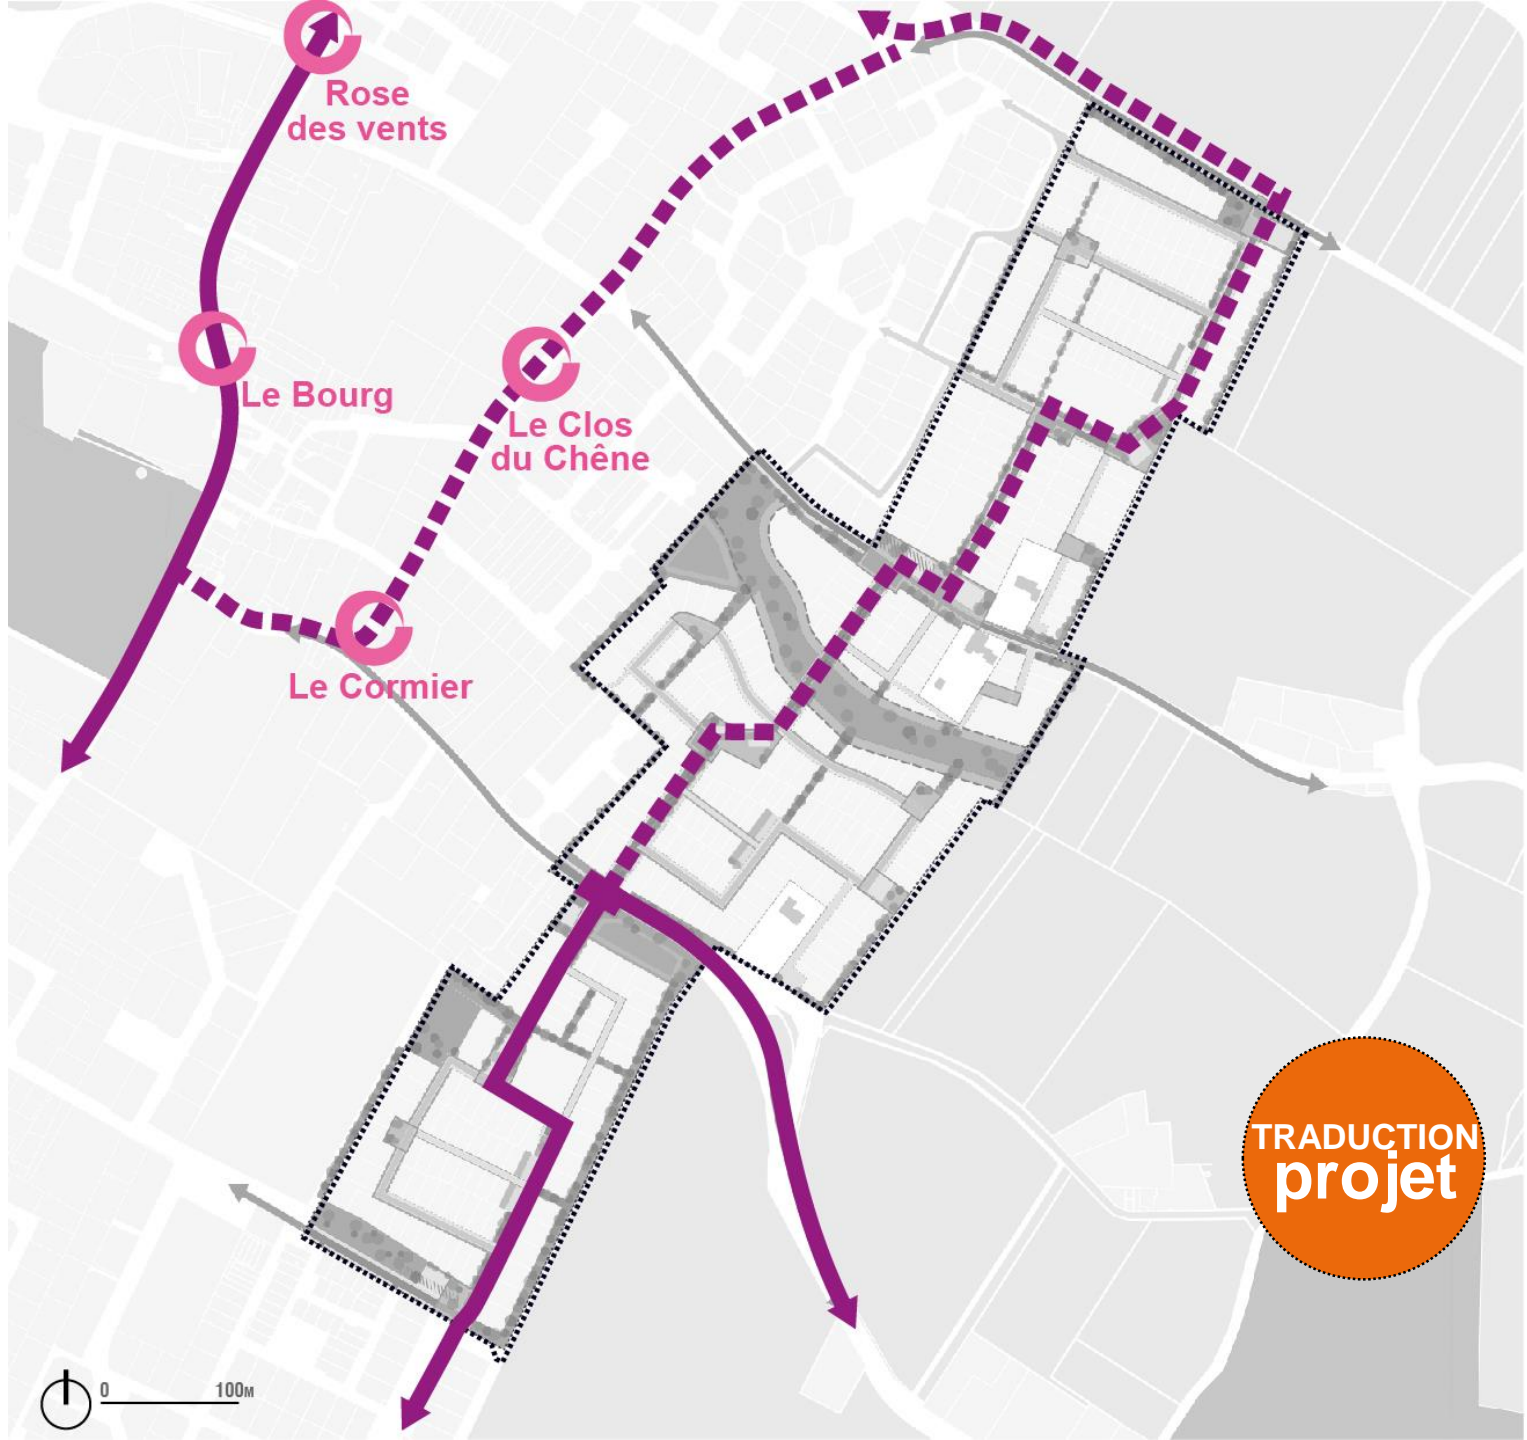 Rose
des vents
Le Bourg
Le Clos
du Chêne
Le Cormier
TRADUCTION
projet
0 100M